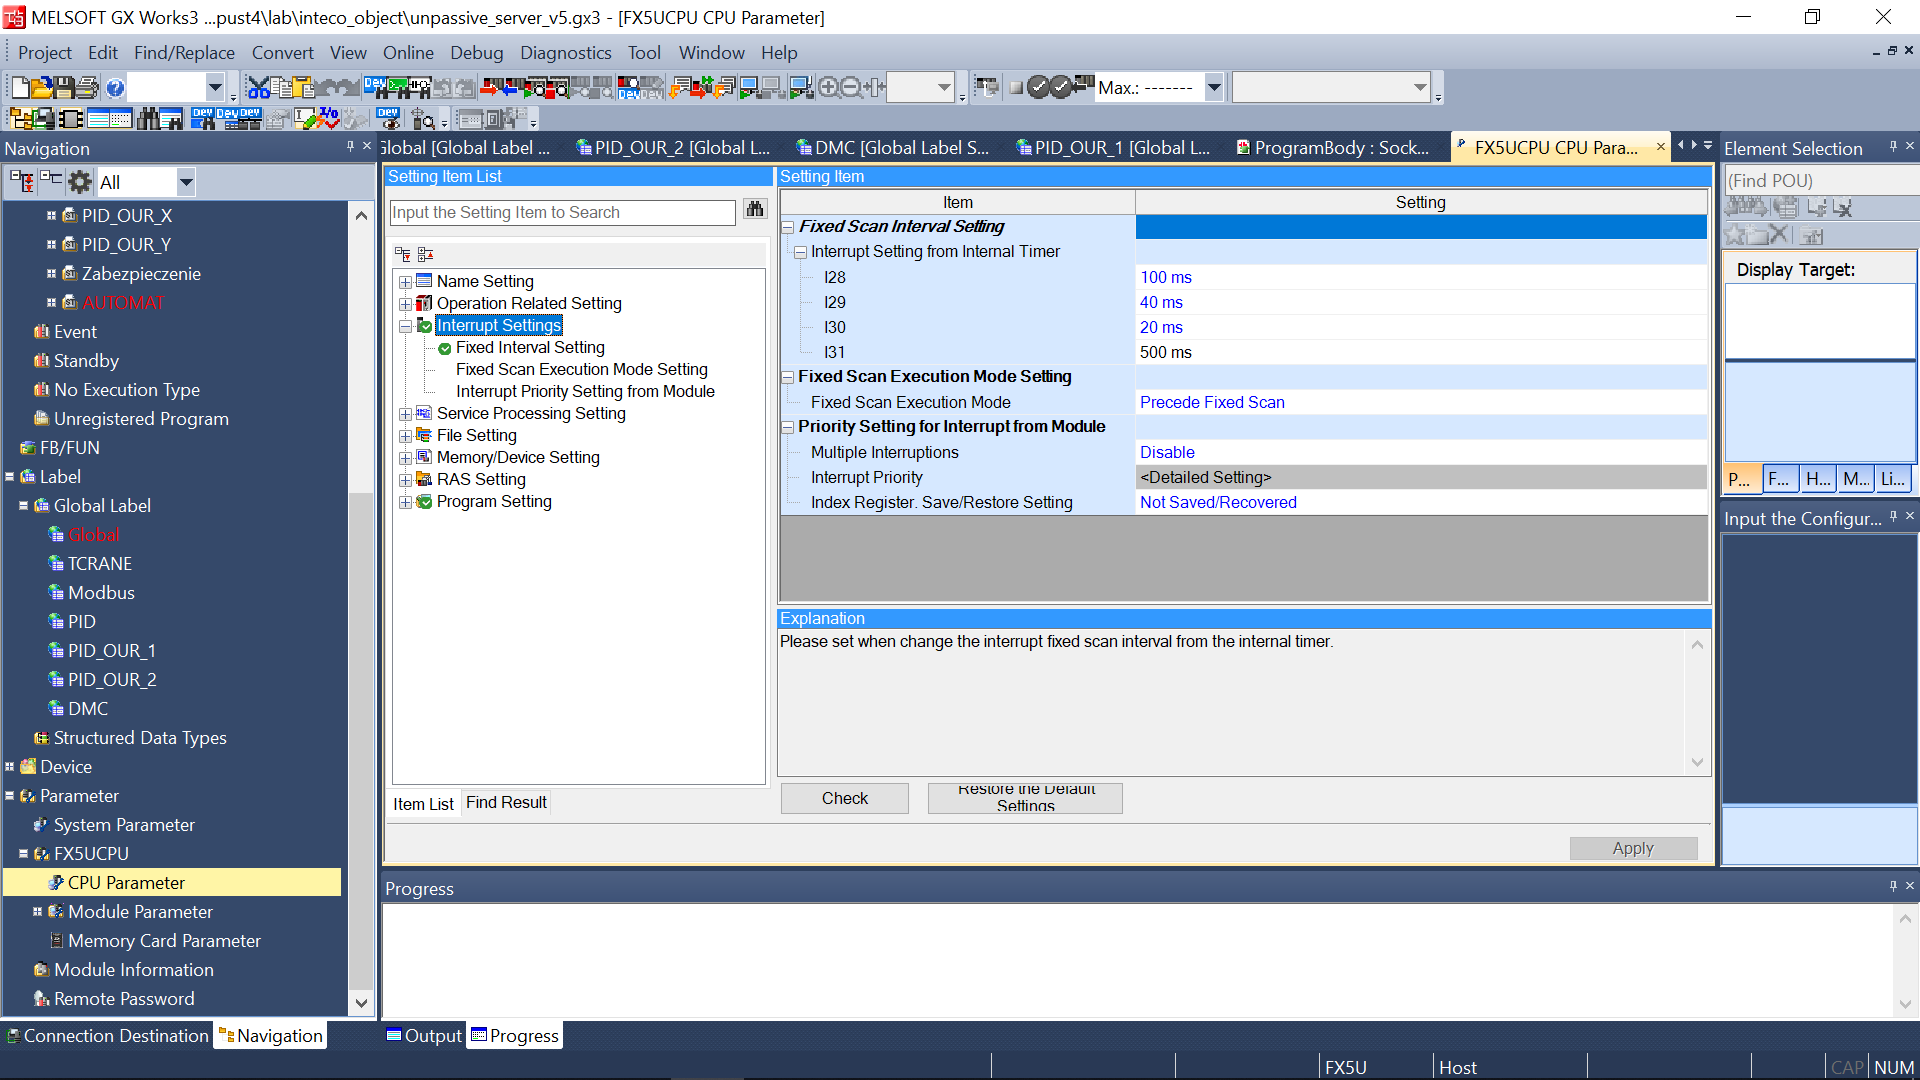 MELSOFT GX Works3 ...pust4\lab\inteco_object\unpassive_server_v5.gx3 - [FX5UCPU CPU Parameter]
Project Edit Find/Replace Convert View Online Debug Diagnostics Tool Window Help
Max.: -------
Navigation
All
PID_OUR_X
PID_OUR_Y
Zabezpieczenie
AUTOMAT
Event
Standby
No Execution Type
Unregistered Program
FB/FUN
Label
Global Label
Global
TCRANE
Modbus
PID
PID_OUR_1
PID_OUR_2
DMC
Structured Data Types
Device
Parameter
System Parameter
FX5UCPU
CPU Parameter
Module Parameter
Memory Card Parameter
Module Information
Remote Password
Connection Destination Navigation
Global [Global Label ... PID_OUR_2 [Global L... DMC [Global Label S... PID_OUR_1 [Global L... ProgramBody : Sock... FX5UCPU CPU Para...
Setting Item List
Input the Setting Item to Search
Name Setting
Operation Related Setting
Interrupt Settings
Fixed Interval Setting
Fixed Scan Execution Mode Setting
Interrupt Priority Setting from Module
Service Processing Setting
File Setting
Memory/Device Setting
RAS Setting
Program Setting
Item List Find Result
Setting Item
Item Setting
Fixed Scan Interval Setting
Interrupt Setting from Internal Timer
I28 100 ms
I29 40 ms
I30 20 ms
I31 500 ms
Fixed Scan Execution Mode Setting
Fixed Scan Execution Mode Precede Fixed Scan
Priority Setting for Interrupt from Module
Multiple Interruptions Disable
Interrupt Priority <Detailed Setting>
Index Register. Save/Restore Setting Not Saved/Recovered
Explanation
Please set when change the interrupt fixed scan interval from the internal timer.
Check
Restore the Default
Settings
Apply
Progress
Output Progress
Element Selection
(Find POU)
Display Target:
P... F... H... M... Li...
Input the Configur...
FX5U Host CAP NUM